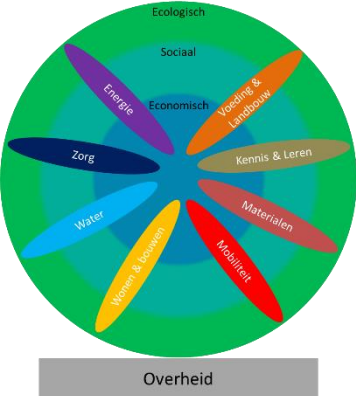 Ecologisch
Sociaal
Economisch
Energie
Voeding &
Landbouw
Zorg
Kennis & Leren
Water
Materialen
Wonen & bouwen
Mobiliteit
Overheid